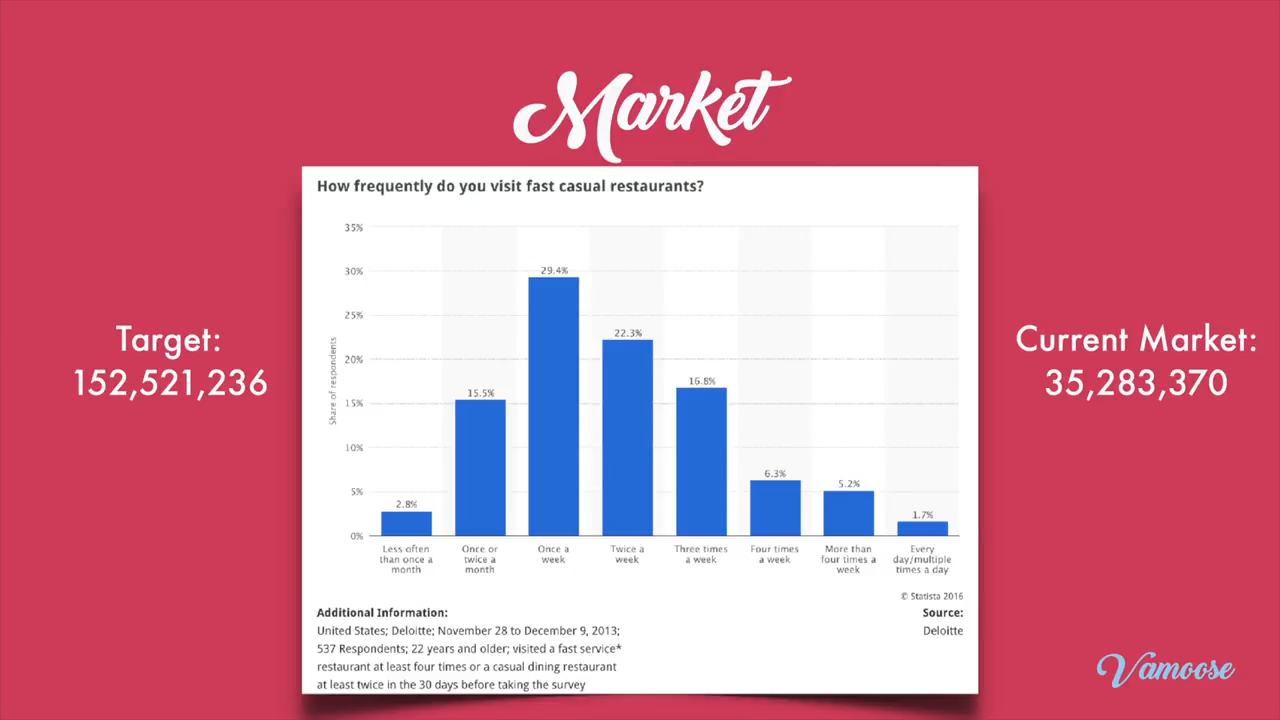 Market
How frequently do you visit fast casual restaurants?
Target:
152,521,236
Current Market:
35,283,370
Share of respondents
35%
30%
25%
20%
15%
10%
5%
0%
2.8%
15.5%
29.4%
22.3%
16.8%
6.3%
5.2%
1.7%
Less often
than once a
month
Once or
twice a
month
Once a
week
Twice a
week
Three times
a week
Four times
a week
More than
four times a
week
Every
day/multiple
times a day
© Statista 2016
Additional Information:
United States; Deloitte; November 28 to December 9, 2013;
537 Respondents; 22 years and older; visited a fast service*
restaurant at least four times or a casual dining restaurant
at least twice in the 30 days before taking the survey
Source:
Deloitte
Vamoose